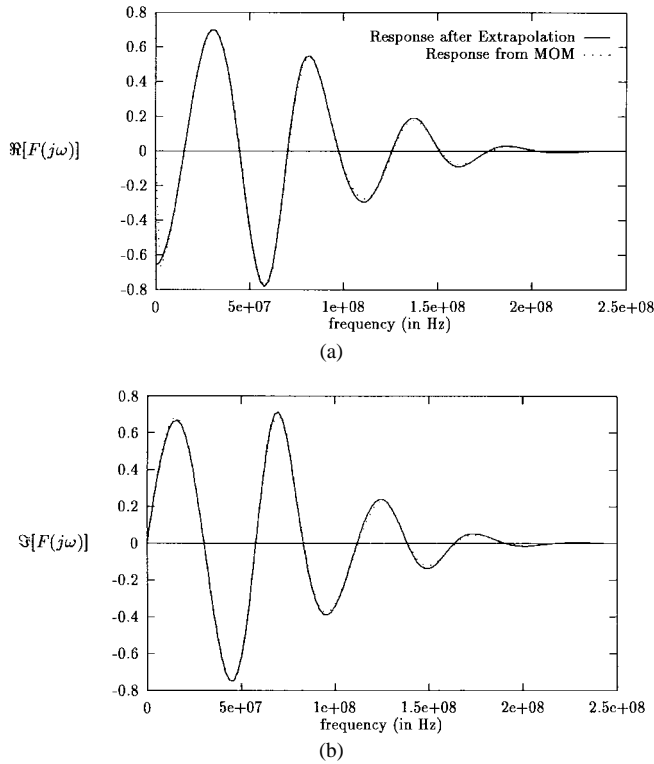 0.8
0.6
0.4
0.2
0
-0.2
-0.4
-0.6
-0.8
ℜ[F(jω)]
Response after Extrapolation
Response from MOM
0 5e+07 1e+08 1.5e+08 2e+08 2.5e+08
frequency (in Hz)
(a)
0.8
0.6
0.4
0.2
0
-0.2
-0.4
-0.6
-0.8
ℑ[F(jω)]
0 5e+07 1e+08 1.5e+08 2e+08 2.5e+08
frequency (in Hz)
(b)